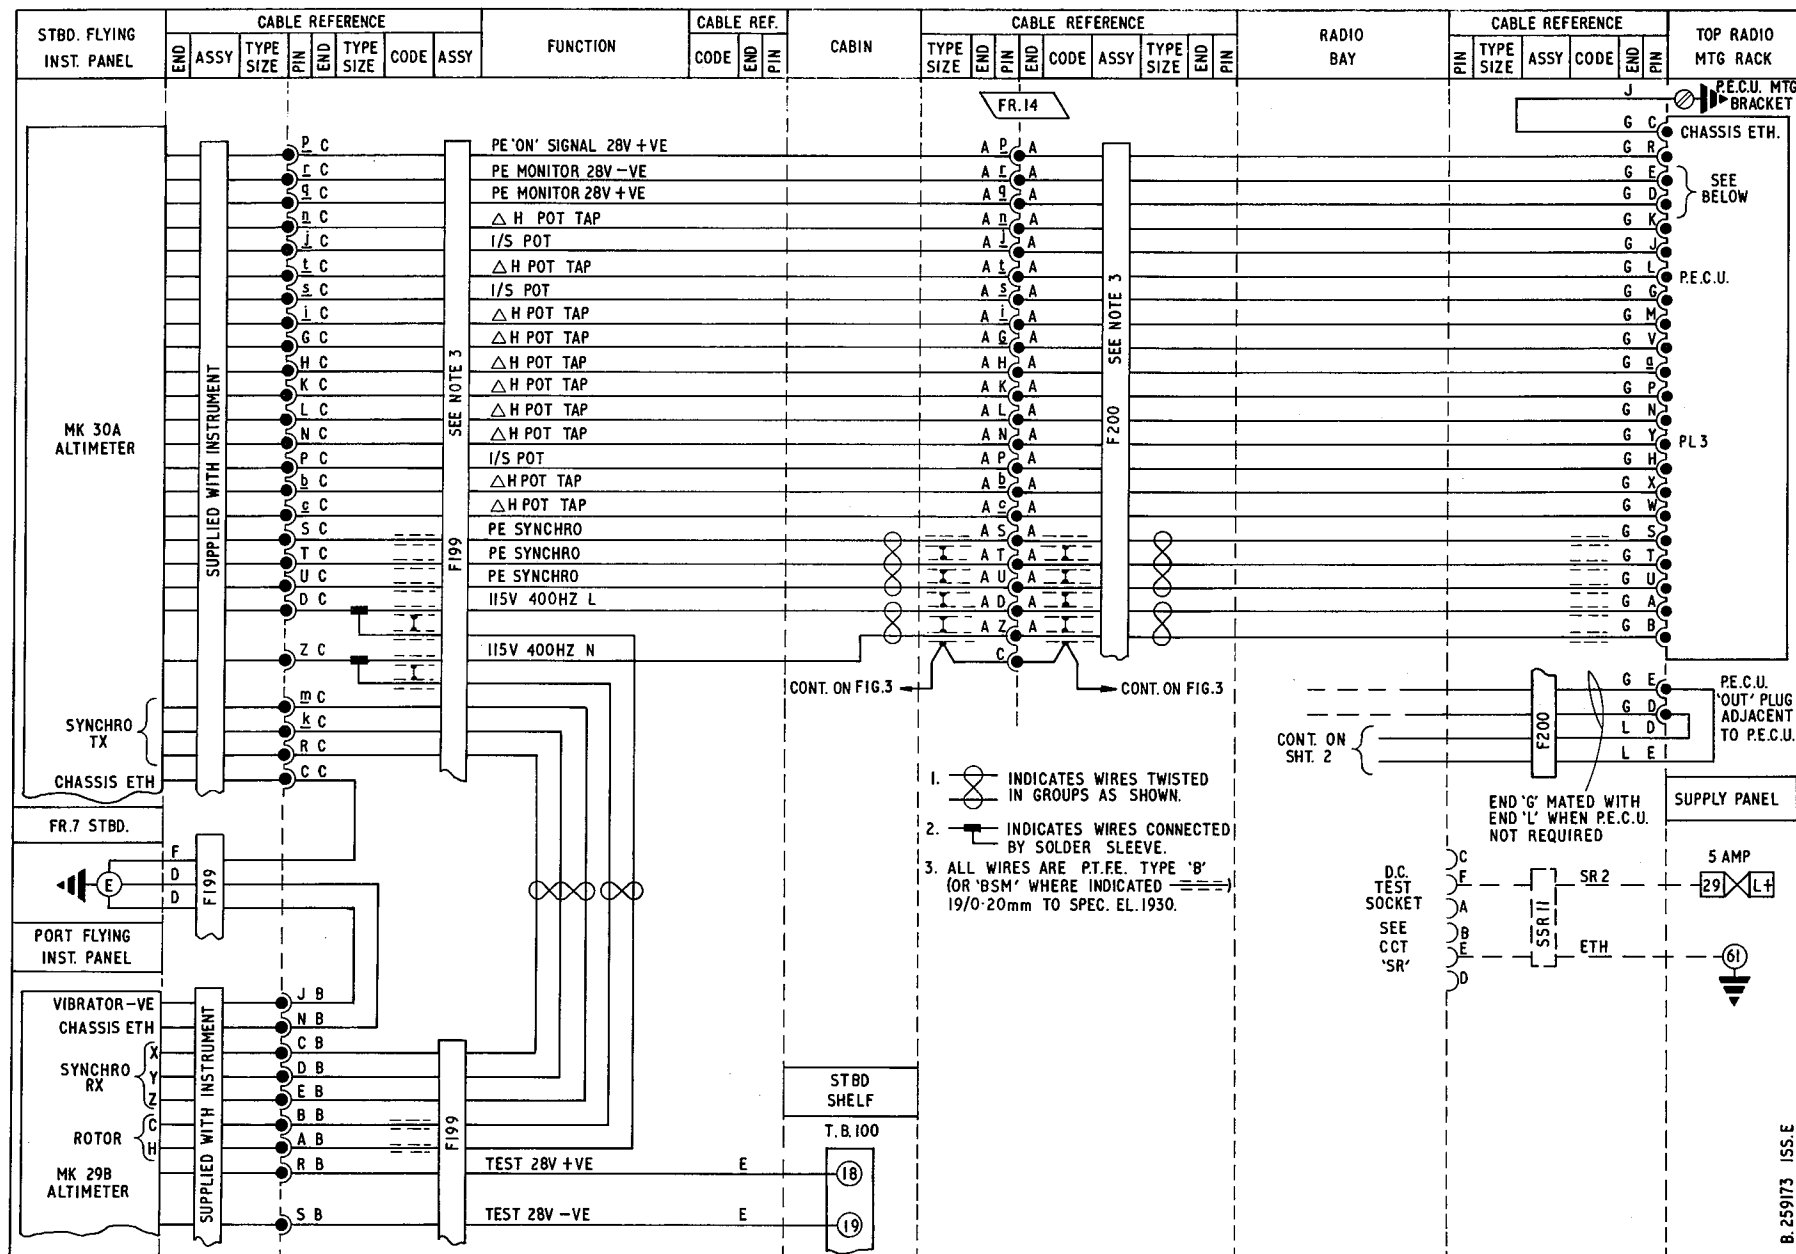 STBD. FLYING INST. PANEL
CABLE REFERENCE
END ASSY TYPE SIZE PIN END TYPE SIZE CODE ASSY
FUNCTION
CABLE REF.
CODE END PIN
CABIN
CABLE REFERENCE
TYPE SIZE END PIN END CODE ASSY TYPE SIZE END PIN
RADIO BAY
CABLE REFERENCE
PIN TYPE SIZE ASSY CODE END PIN
TOP RADIO MTG RACK
FR.14
J P.E.C.U. MTG BRACKET
G C CHASSIS ETH.
P C PE 'ON' SIGNAL 28V +VE A P A G R
r C PE MONITOR 28V -VE A r A G E
q C PE MONITOR 28V +VE A q A G D
SEE BELOW
n C △ H POT TAP A n A G K
j C I/S POT A j A G J
t C △ H POT TAP A t A G L
P.E.C.U.
s C I/S POT A s A G G
i C △ H POT TAP A i A G M
G C △ H POT TAP A G A G V
H C △ H POT TAP A H A G a
K C △ H POT TAP A K A G P
L C △ H POT TAP A L A G N
N C △ H POT TAP A N A G Y
PL3
P C I/S POT A P A G H
b C △ H POT TAP A b A G X
c C △ H POT TAP A c A G W
S C PE SYNCHRO A S A G S
T C PE SYNCHRO A T A G T
U C PE SYNCHRO A U A G U
D C 115V 400HZ L A D A G A
Z C 115V 400HZ N A Z A G B
C
MK 30A ALTIMETER
SUPPLIED WITH INSTRUMENT
F199 SEE NOTE 3
F200 SEE NOTE 3
CONT. ON FIG.3
CONT. ON FIG.3
m C
k C
R C
SYNCHRO TX
CHASSIS ETH C C
G E
G D
L D
L E
P.E.C.U. 'OUT' PLUG ADJACENT TO P.E.C.U.
CONT. ON SHT. 2
F200
END 'G' MATED WITH
END 'L' WHEN P.E.C.U.
NOT REQUIRED
SUPPLY PANEL
1. INDICATES WIRES TWISTED
IN GROUPS AS SHOWN.
2. INDICATES WIRES CONNECTED
BY SOLDER SLEEVE.
3. ALL WIRES ARE P.T.F.E. TYPE 'B'
(OR 'BSM' WHERE INDICATED )
19/0·20mm TO SPEC. EL.1930.
FR.7 STBD.
F
D
D
E
F199
PORT FLYING INST. PANEL
D.C. TEST SOCKET
SEE CCT 'SR'
C
F
A
B
E
D
SSR 11
SR 2
ETH
5 AMP
29 L+
61
VIBRATOR-VE J B
CHASSIS ETH N B
SYNCHRO RX
X C B
Y D B
Z E B
ROTOR
C B B
H A B
MK 29B ALTIMETER
SUPPLIED WITH INSTRUMENT
F199
R B TEST 28V +VE E 18
S B TEST 28V -VE E 19
STBD SHELF
T.B.100
B.259173 ISS.E